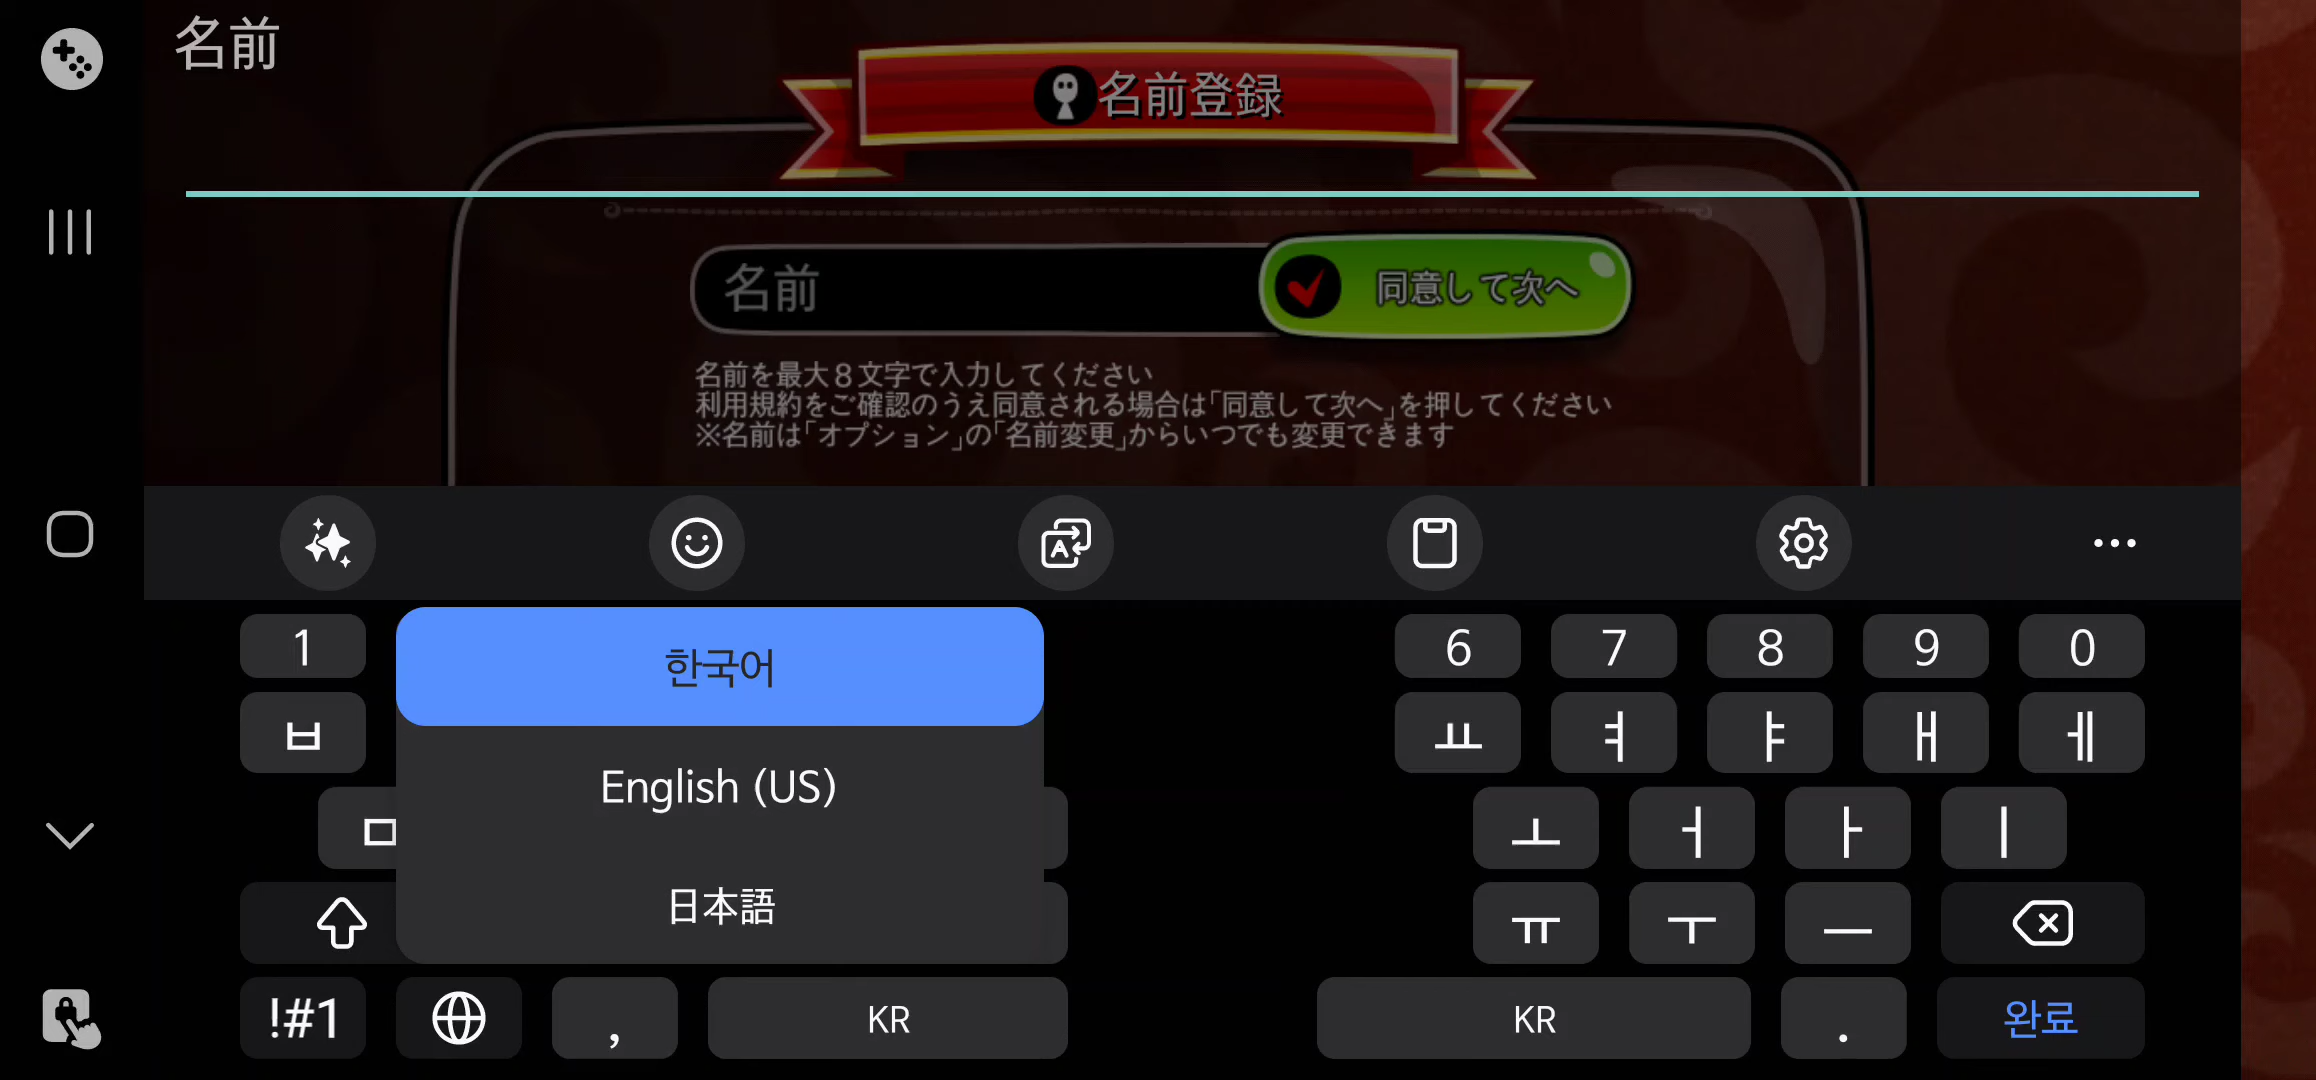 名前
名前登録
名前
同意して次へ
名前を最大８文字で入力してください
利用規約をご確認のうえ同意される場合は「同意して次へ」を押してください
※名前は「オプション」の「名前変更」からいつでも変更できます
1 6 7 8 9 0
한국어
ㅂ ㅛ ㅕ ㅑ ㅐ ㅔ
English (US)
ㅁ ㅗ ㅓ ㅏ ㅣ
日本語
ㅠ ㅜ ㅡ
!#1 , KR KR . 완료